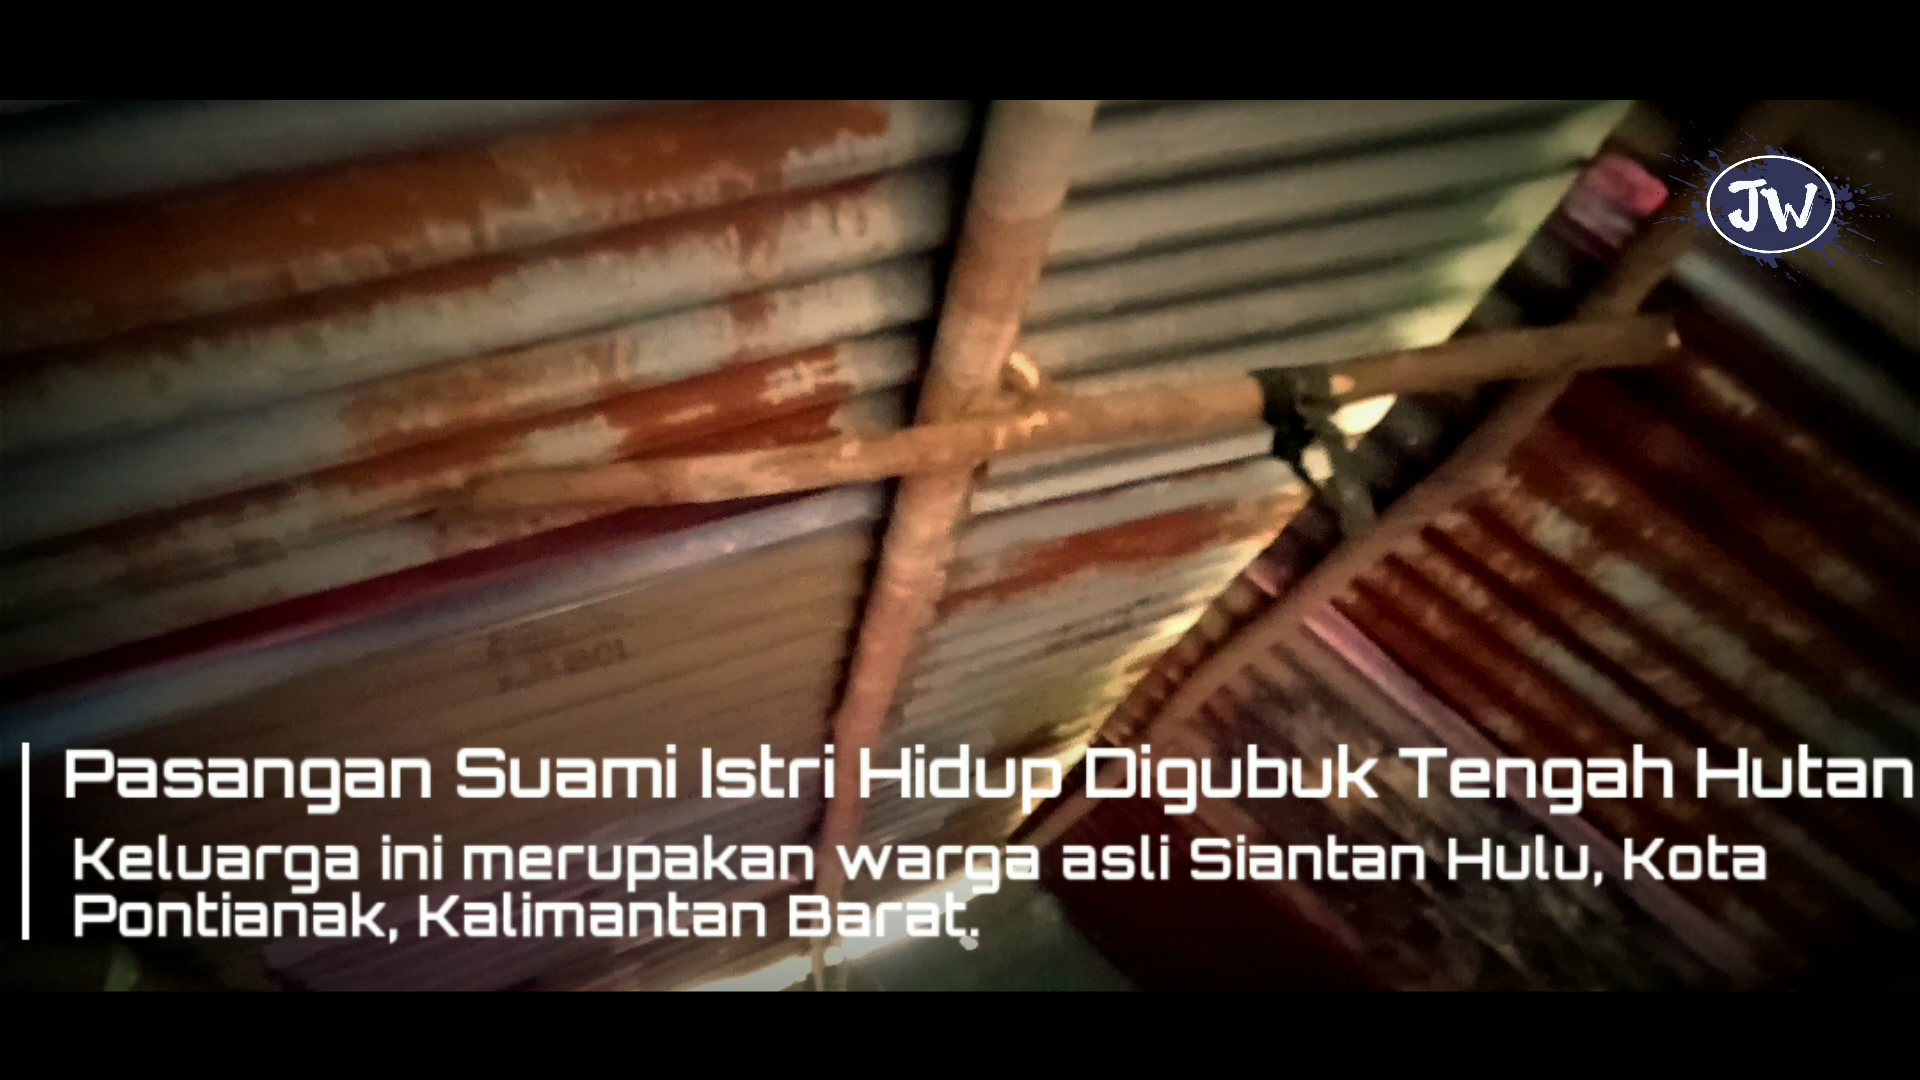 JW
Pasangan Suami Istri Hidup Digubuk Tengah Hutan
Keluarga ini merupakan warga asli Siantan Hulu, Kota
Pontianak, Kalimantan Barat.